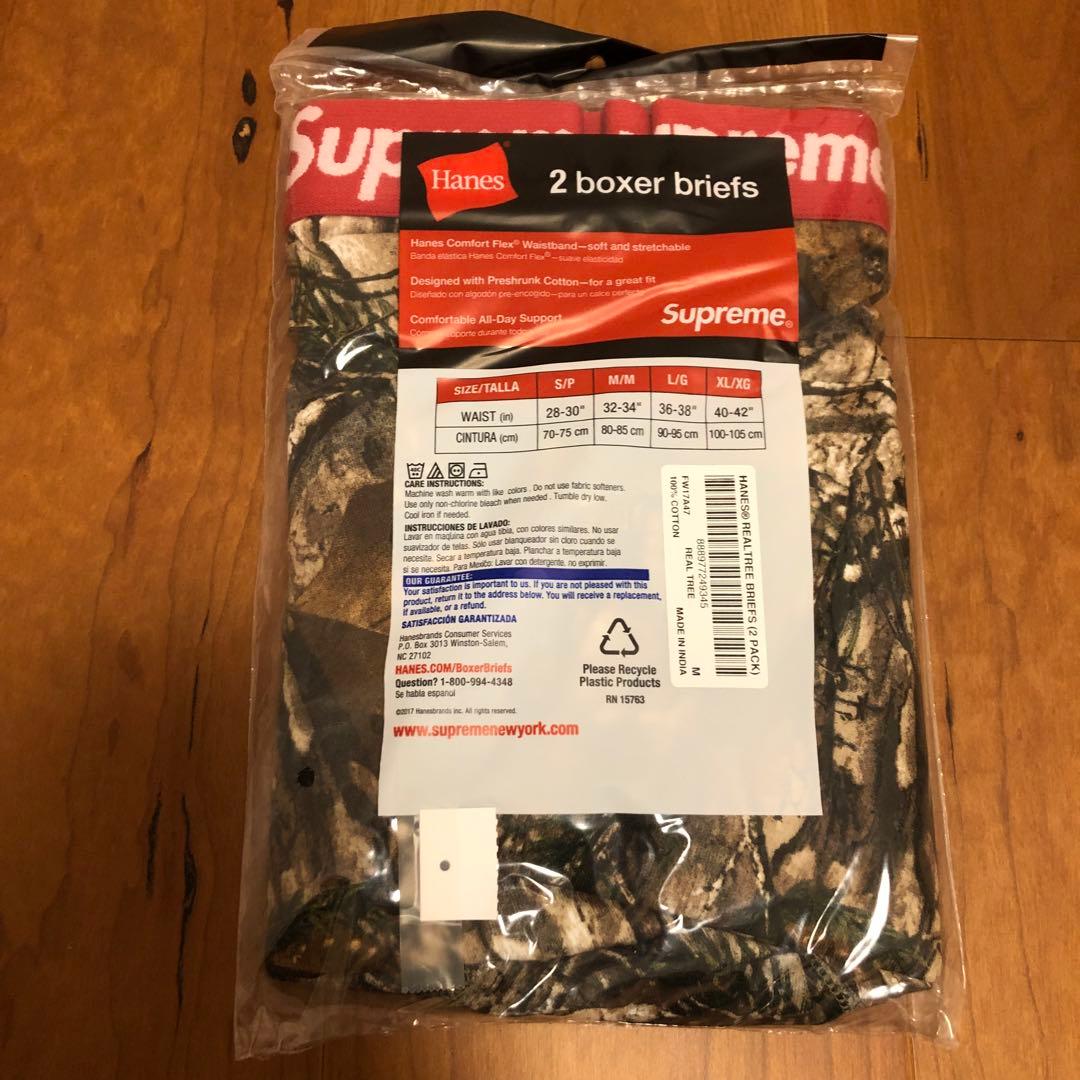 Supreme
upreme
Hanes
2 boxer briefs
Hanes Comfort Flex® Waistband—soft and stretchable
Banda elástica Hanes Comfort Flex®—suave elasticidad
Designed with Preshrunk Cotton—for a great fit
Diseñado con algodón pre-encogido—para un calce perfecto
Comfortable All-Day Support
soporte durante todo
Supreme®
SIZE/TALLA S/P M/M L/G XL/XG
WAIST (in) 28-30" 32-34" 36-38" 40-42"
CINTURA (cm) 70-75 cm 80-85 cm 90-95 cm 100-105 cm
40C
CARE INSTRUCTIONS:
Machine wash warm with like colors . Do not use fabric softeners.
Use only non-chlorine bleach when needed . Tumble dry low.
Cool iron if needed.
INSTRUCCIONES DE LAVADO:
Lavar en maquina con agua tibia, con colores similares. No usar
suavizador de telas. Sólo usar blanqueador sin cloro cuando se
necesite. Secar a temperatura baja. Planchar a temperatura baja
si se necesita. Para Mexico: Lavar con detergente, no exprimir.
OUR GUARANTEE:
Your satisfaction is important to us. If you are not pleased with this
product, return it to the address below. You will receive a replacement,
if available, or a refund.
SATISFACCIÓN GARANTIZADA
Hanesbrands Consumer Services
P.O. Box 3013 Winston-Salem,
NC 27102
HANES.COM/BoxerBriefs
Question? 1-800-994-4348
Se habla espanol
©2017 Hanesbrands Inc. All rights reserved.
www.supremenewyork.com
Please Recycle
Plastic Products
RN 15763
HANES® REALTREE BRIEFS (2 PACK)
M
888977249345
FW17A47 REAL TREE
100% COTTON MADE IN INDIA